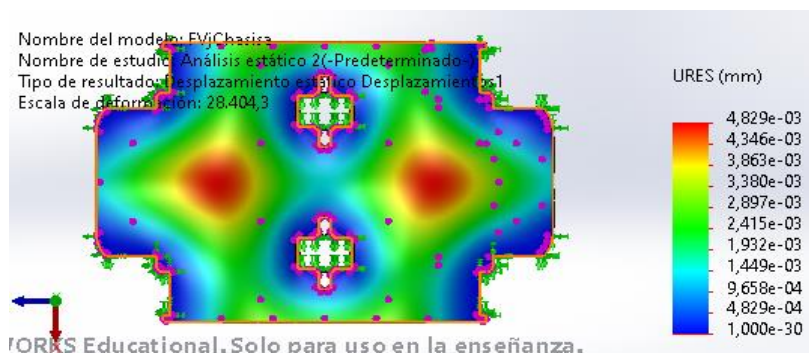 Nombre del modelo: EVjChasisa
Nombre de estudio: Análisis estático 2(-Predeterminado-)
Tipo de resultado: Desplazamiento estático Desplazamientos1
Escala de deformación: 28.404,3
URES (mm)
4,829e-03
4,346e-03
3,863e-03
3,380e-03
2,897e-03
2,415e-03
1,932e-03
1,449e-03
9,658e-04
4,829e-04
1,000e-30
WORKS Educational. Solo para uso en la enseñanza.